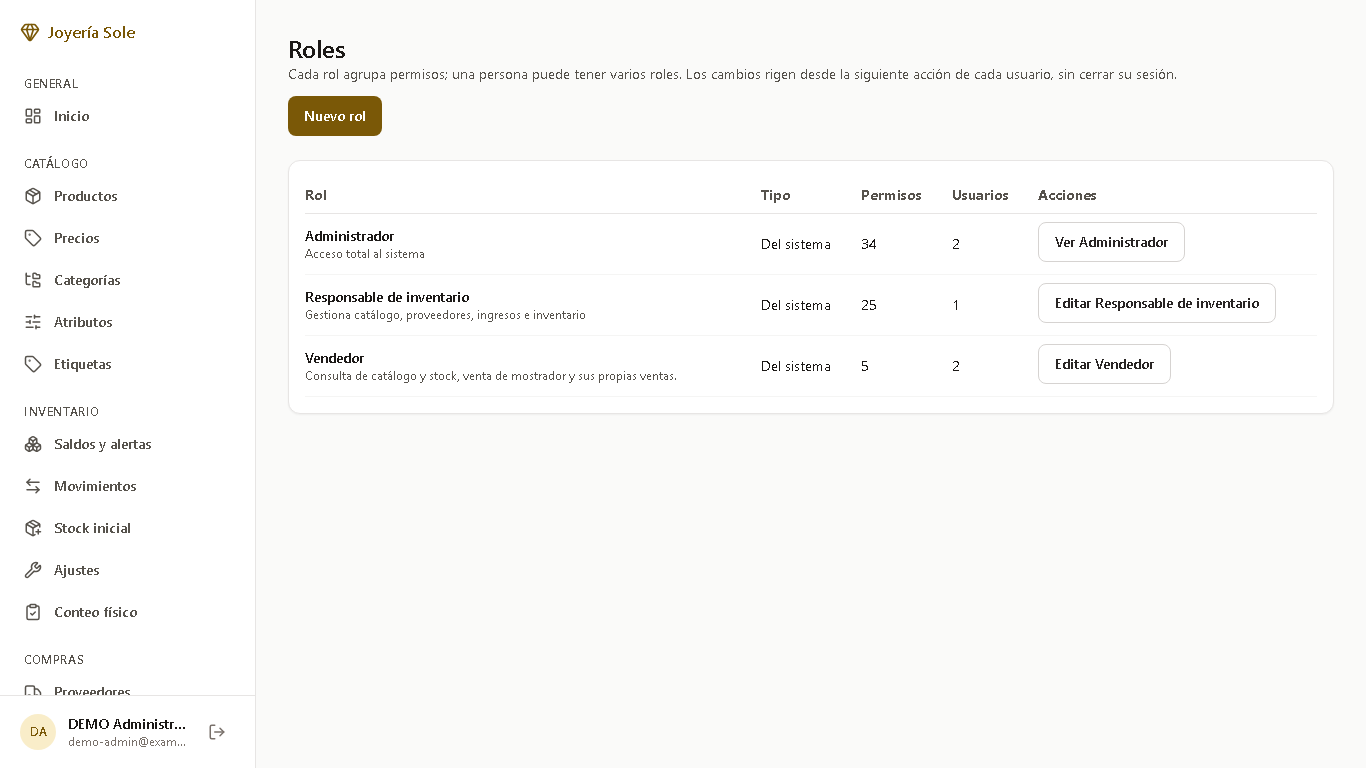 Joyería Sole
GENERAL
Inicio
CATÁLOGO
Productos
Precios
Categorías
Atributos
Etiquetas
INVENTARIO
Saldos y alertas
Movimientos
Stock inicial
Ajustes
Conteo físico
COMPRAS
Proveedores
DA
DEMO Administr...
demo-admin@exam...
Roles
Cada rol agrupa permisos; una persona puede tener varios roles. Los cambios rigen desde la siguiente acción de cada usuario, sin cerrar su sesión.
Nuevo rol
Rol Tipo Permisos Usuarios Acciones
Administrador
Acceso total al sistema
Del sistema 34 2 Ver Administrador
Responsable de inventario
Gestiona catálogo, proveedores, ingresos e inventario
Del sistema 25 1 Editar Responsable de inventario
Vendedor
Consulta de catálogo y stock, venta de mostrador y sus propias ventas.
Del sistema 5 2 Editar Vendedor